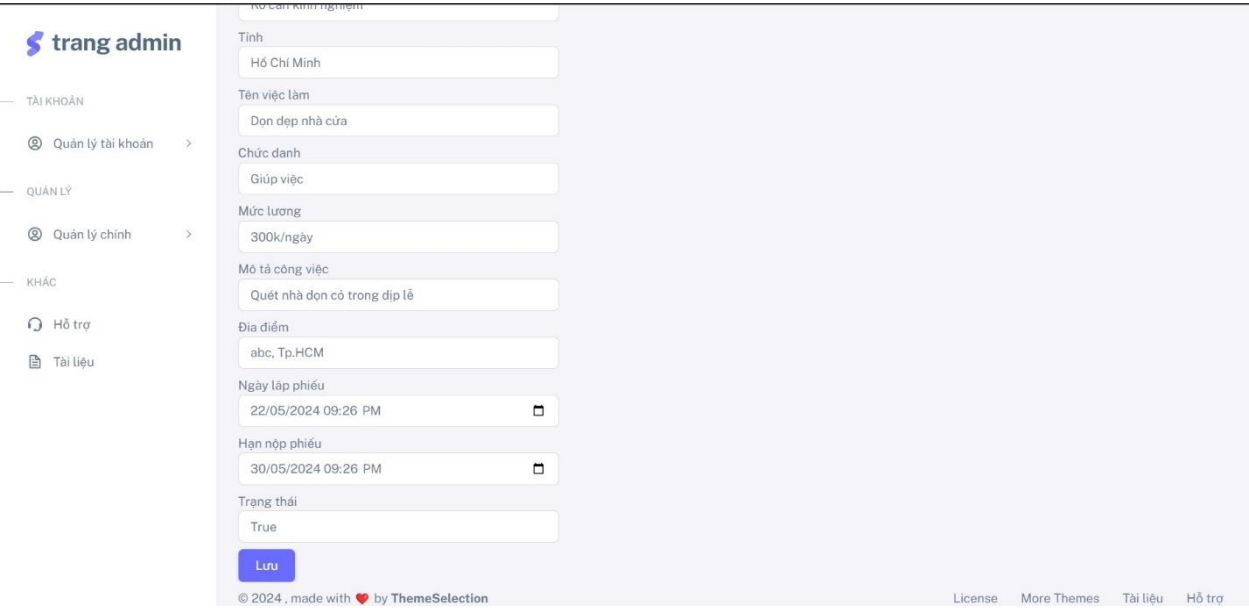 trang admin
TÀI KHOẢN
Quản lý tài khoản
QUẢN LÝ
Quản lý chính
KHÁC
Hỗ trợ
Tài liệu
kinh nghiệm
Tỉnh
Hồ Chí Minh
Tên việc làm
Dọn dẹp nhà cửa
Chức danh
Giúp việc
Mức lương
300k/ngày
Mô tả công việc
Quét nhà dọn cỏ trong dịp lễ
Địa điểm
abc, Tp.HCM
Ngày lập phiếu
22/05/2024 09:26 PM
Hạn nộp phiếu
30/05/2024 09:26 PM
Trạng thái
True
Lưu
© 2024 , made with ❤️ by ThemeSelection
License More Themes Tài liệu Hỗ trợ